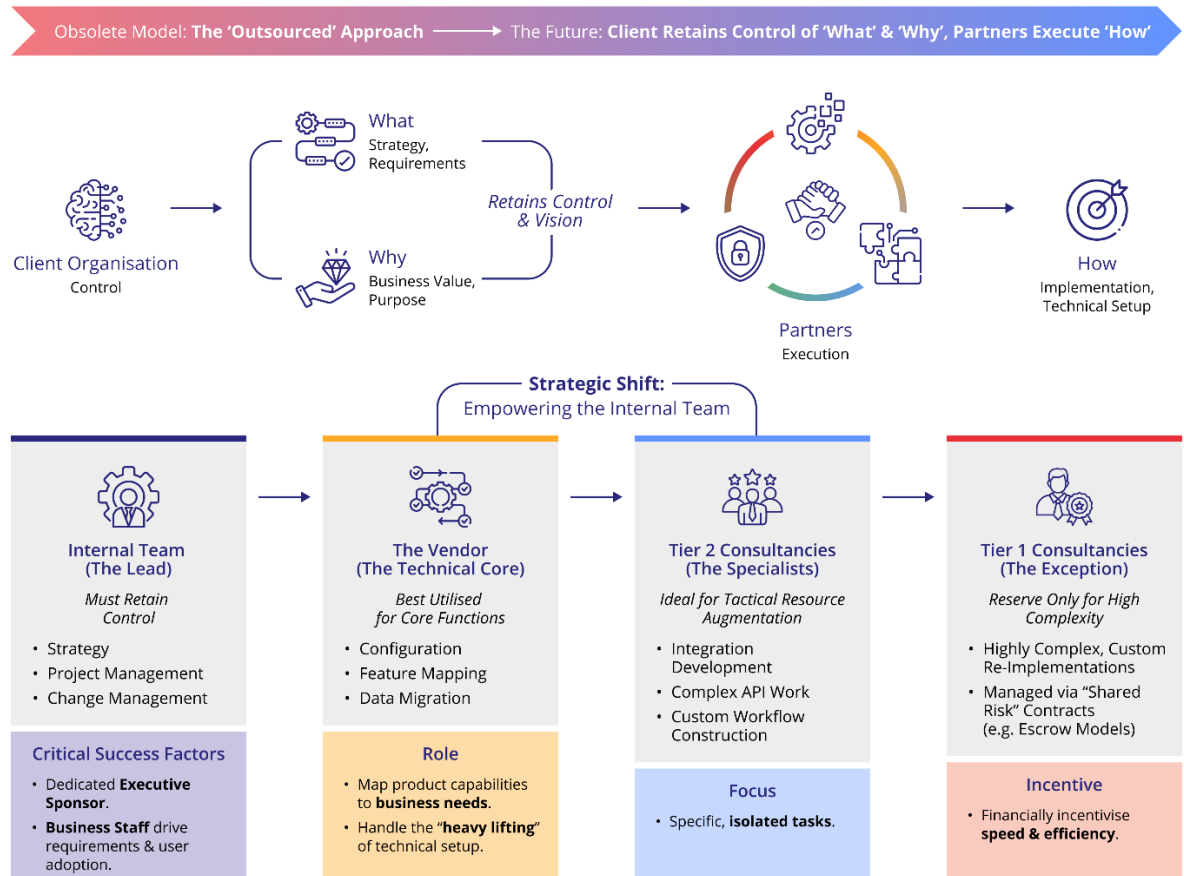 Obsolete Model: The ‘Outsourced’ Approach
The Future: Client Retains Control of ‘What’ & ‘Why’, Partners Execute ‘How’
Client Organisation
Control
What
Strategy,
Requirements
Why
Business Value,
Purpose
Retains Control
& Vision
Partners
Execution
How
Implementation,
Technical Setup
Strategic Shift:
Empowering the Internal Team
Internal Team
(The Lead)
Must Retain
Control
• Strategy
• Project Management
• Change Management
Critical Success Factors
• Dedicated Executive
Sponsor.
• Business Staff drive
requirements & user
adoption.
The Vendor
(The Technical Core)
Best Utilised
for Core Functions
• Configuration
• Feature Mapping
• Data Migration
Role
• Map product capabilities
to business needs.
• Handle the “heavy lifting”
of technical setup.
Tier 2 Consultancies
(The Specialists)
Ideal for Tactical Resource
Augmentation
• Integration
Development
• Complex API Work
• Custom Workflow
Construction
Focus
• Specific, isolated tasks.
Tier 1 Consultancies
(The Exception)
Reserve Only for High
Complexity
• Highly Complex, Custom
Re-Implementations
• Managed via “Shared
Risk” Contracts
(e.g. Escrow Models)
Incentive
• Financially incentivise
speed & efficiency.